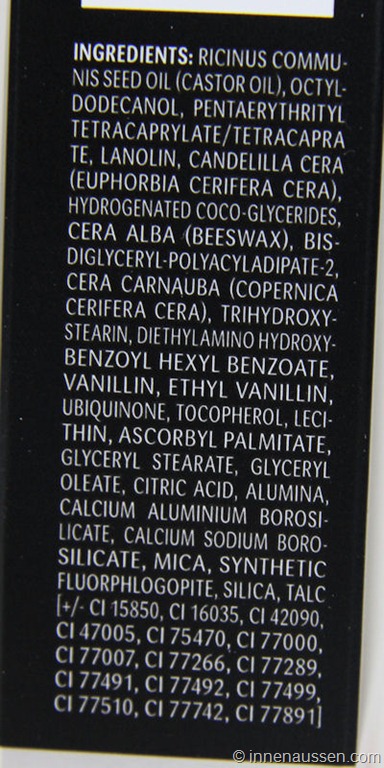 INGREDIENTS: RICINUS COMMU-
NIS SEED OIL (CASTOR OIL), OCTYL-
DODECANOL, PENTAERYTHRITYL
TETRACAPRYLATE/TETRACAPRA
TE, LANOLIN, CANDELILLA CERA
(EUPHORBIA CERIFERA CERA),
HYDROGENATED COCO-GLYCERIDES,
CERA ALBA (BEESWAX), BIS-
DIGLYCERYL-POLYACYLADIPATE-2,
CERA CARNAUBA (COPERNICA
CERIFERA CERA), TRIHYDROXY-
STEARIN, DIETHYLAMINO HYDROXY-
BENZOYL HEXYL BENZOATE,
VANILLIN, ETHYL VANILLIN,
UBIQUINONE, TOCOPHEROL, LECI-
THIN, ASCORBYL PALMITATE,
GLYCERYL STEARATE, GLYCERYL
OLEATE, CITRIC ACID, ALUMINA,
CALCIUM ALUMINIUM BOROSI-
LICATE, CALCIUM SODIUM BORO-
SILICATE, MICA, SYNTHETIC
FLUORPHLOGOPITE, SILICA, TALC
[+/- CI 15850, CI 16035, CI 42090,
CI 47005, CI 75470, CI 77000,
CI 77007, CI 77266, CI 77289,
CI 77491, CI 77492, CI 77499,
CI 77510, CI 77742, CI 77891]
© innenaussen.com